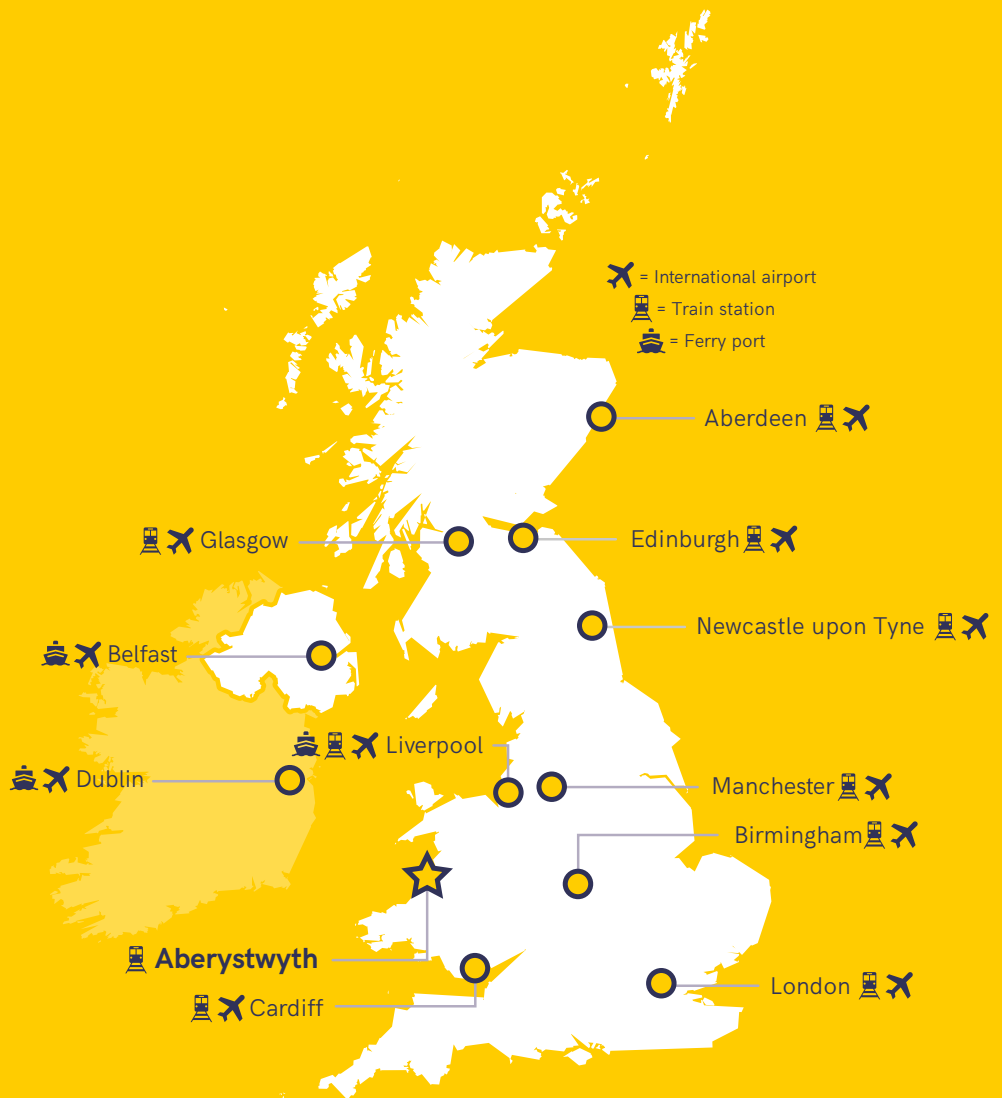 = International airport
= Train station
= Ferry port
Aberdeen
Glasgow
Edinburgh
Newcastle upon Tyne
Belfast
Liverpool
Dublin
Manchester
Birmingham
Aberystwyth
London
Cardiff